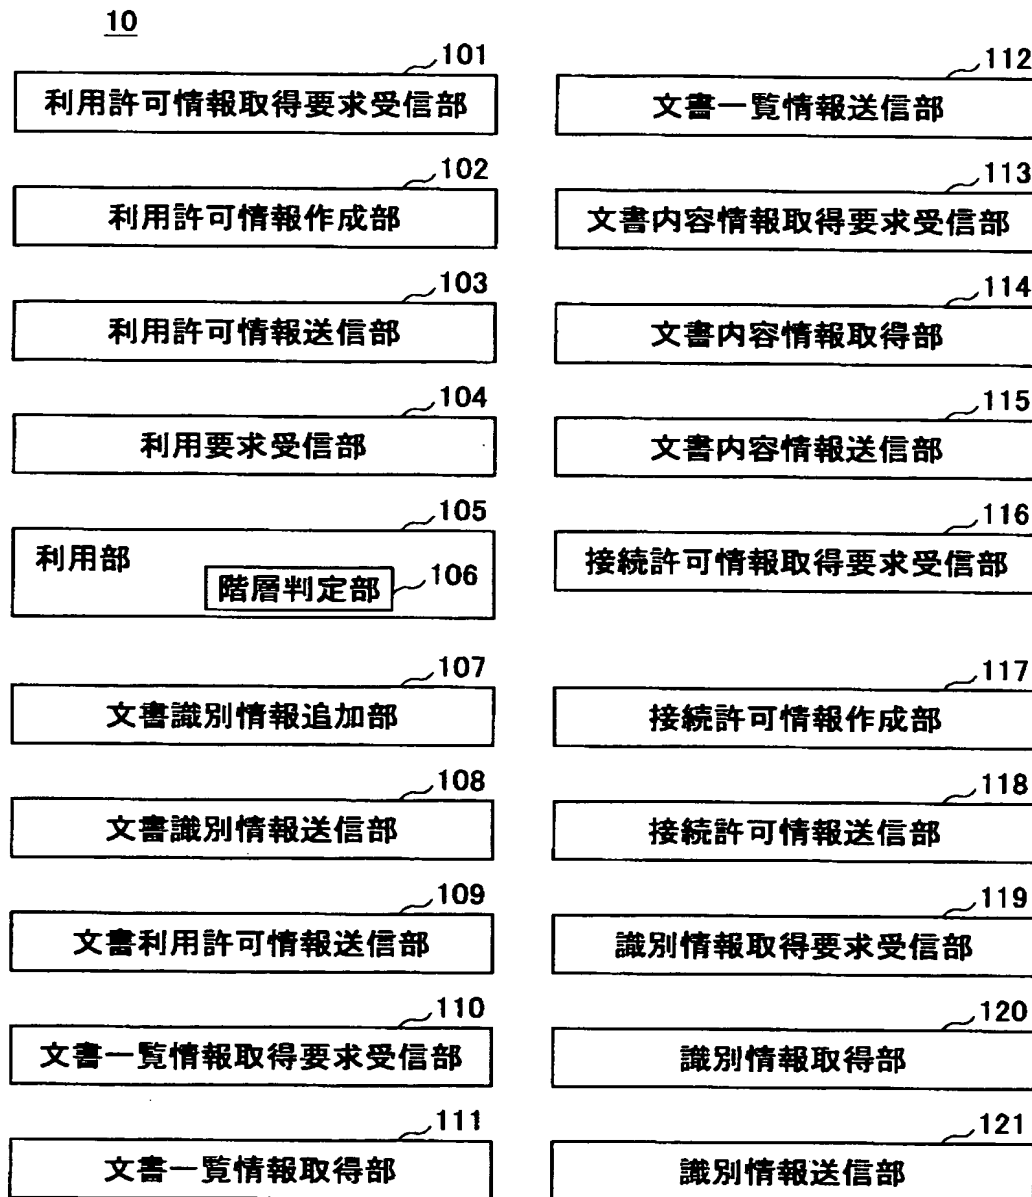 10
101
利用許可情報取得要求受信部
102
利用許可情報作成部
103
利用許可情報送信部
104
利用要求受信部
105
利用部
階層判定部
106
107
文書識別情報追加部
108
文書識別情報送信部
109
文書利用許可情報送信部
110
文書一覧情報取得要求受信部
111
文書一覧情報取得部
112
文書一覧情報送信部
113
文書内容情報取得要求受信部
114
文書内容情報取得部
115
文書内容情報送信部
116
接続許可情報取得要求受信部
117
接続許可情報作成部
118
接続許可情報送信部
119
識別情報取得要求受信部
120
識別情報取得部
121
識別情報送信部